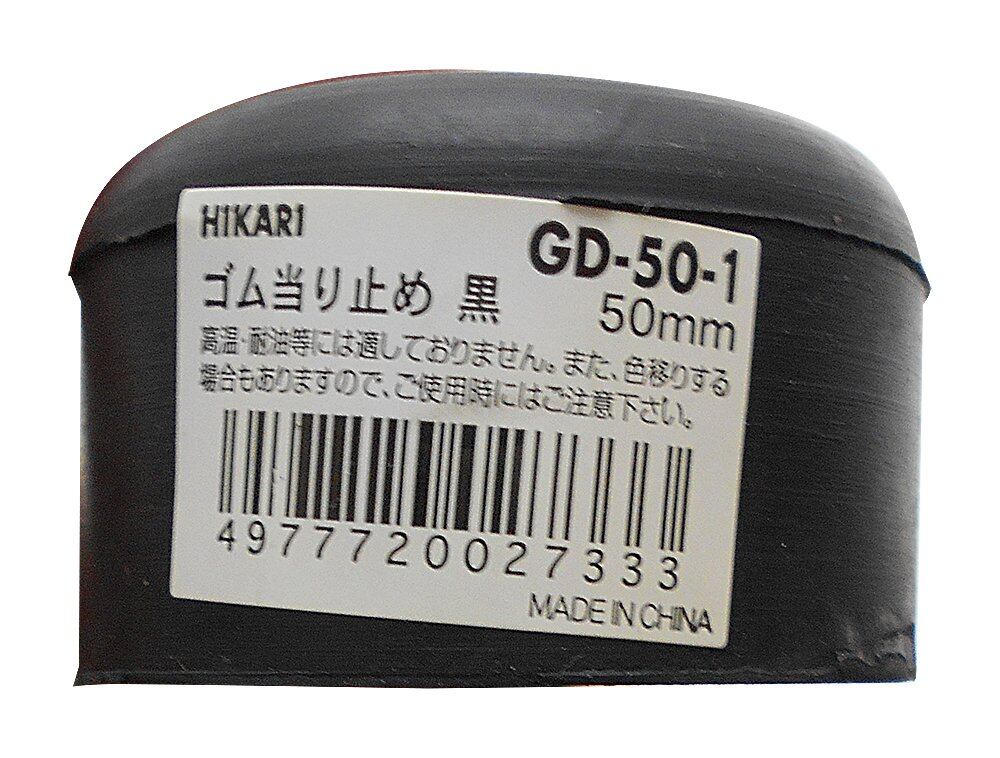 HIKARI
GD-50-1
ゴム当り止め 黒
50mm
高温・耐油等には適しておりません。また、色移りする
場合もありますので、ご使用時にはご注意下さい。
4977720027333
MADE IN CHINA